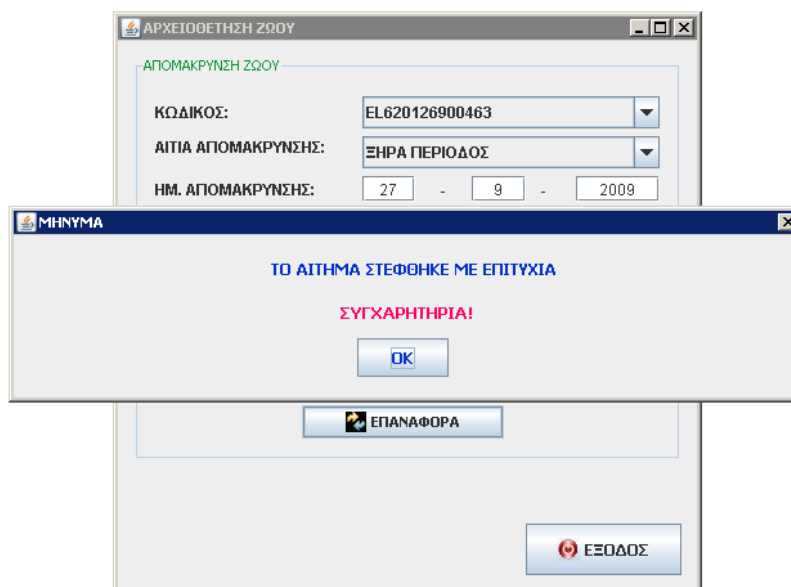 ΑΡΧΕΙΟΘΕΤΗΣΗ ΖΩΟΥ
ΑΠΟΜΑΚΡΥΝΣΗ ΖΩΟΥ
ΚΩΔΙΚΟΣ: EL620126900463
ΑΙΤΙΑ ΑΠΟΜΑΚΡΥΝΣΗΣ: ΞΗΡΑ ΠΕΡΙΟΔΟΣ
ΗΜ. ΑΠΟΜΑΚΡΥΝΣΗΣ: 27 - 9 - 2009
ΜΗΝΥΜΑ
ΤΟ ΑΙΤΗΜΑ ΣΤΕΦΘΗΚΕ ΜΕ ΕΠΙΤΥΧΙΑ
ΣΥΓΧΑΡΗΤΗΡΙΑ!
OK
ΕΠΑΝΑΦΟΡΑ
ΕΞΟΔΟΣ